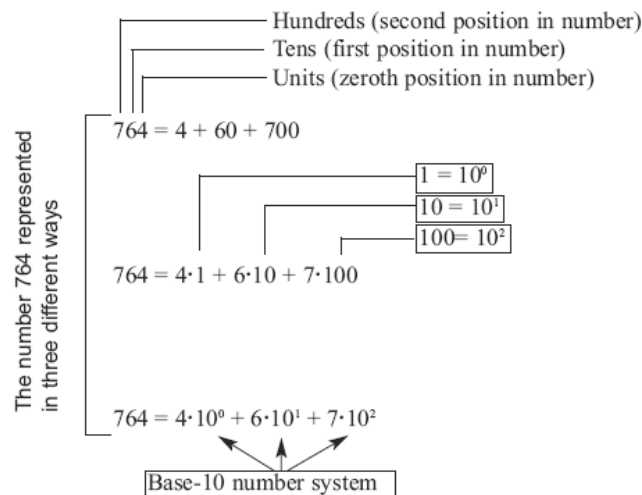 Hundreds (second position in number)
Tens (first position in number)
Units (zeroth position in number)
The number 764 represented
in three different ways
764 = 4 + 60 + 700
1 = 10⁰
10 = 10¹
100= 10²
764 = 4·1 + 6·10 + 7·100
764 = 4·10⁰ + 6·10¹ + 7·10²
Base-10 number system